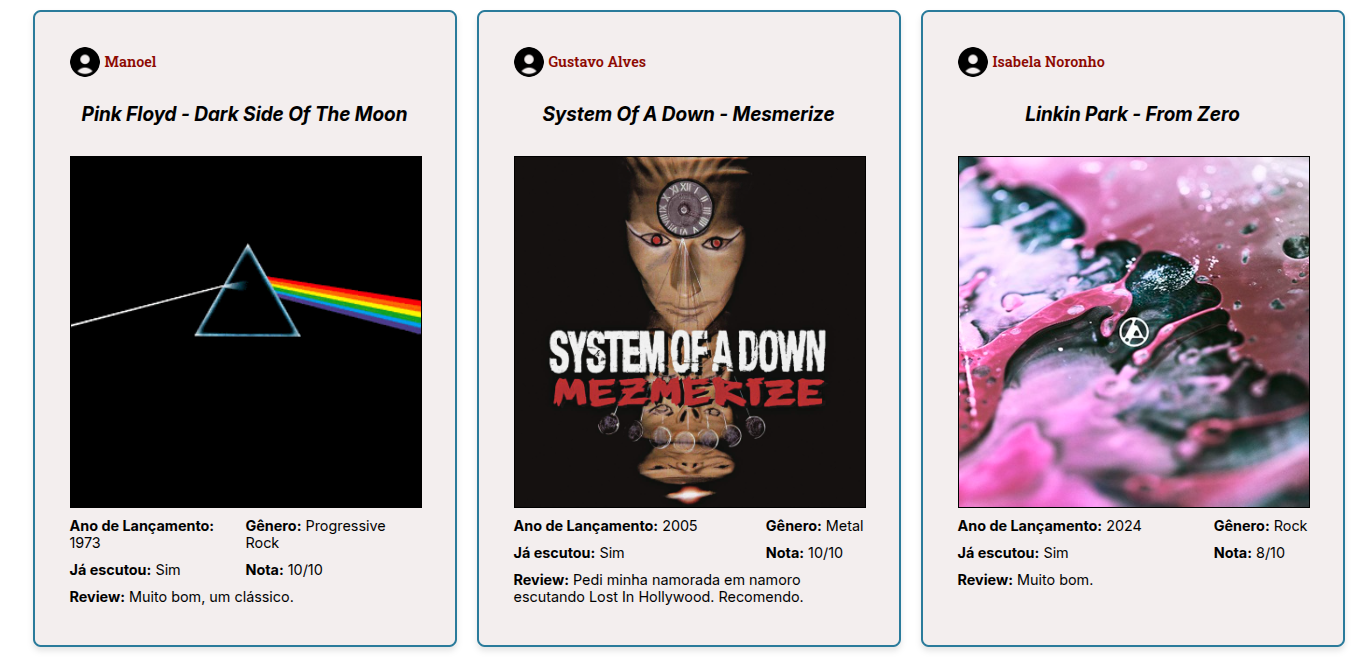 Manoel
Pink Floyd - Dark Side Of The Moon
Ano de Lançamento: 1973
Gênero: Progressive Rock
Já escutou: Sim
Nota: 10/10
Review: Muito bom, um clássico.
Gustavo Alves
System Of A Down - Mesmerize
SYSTEM OF A DOWN
MEZMERIZE
Ano de Lançamento: 2005
Gênero: Metal
Já escutou: Sim
Nota: 10/10
Review: Pedi minha namorada em namoro
escutando Lost In Hollywood. Recomendo.
Isabela Noronho
Linkin Park - From Zero
Ano de Lançamento: 2024
Gênero: Rock
Já escutou: Sim
Nota: 8/10
Review: Muito bom.